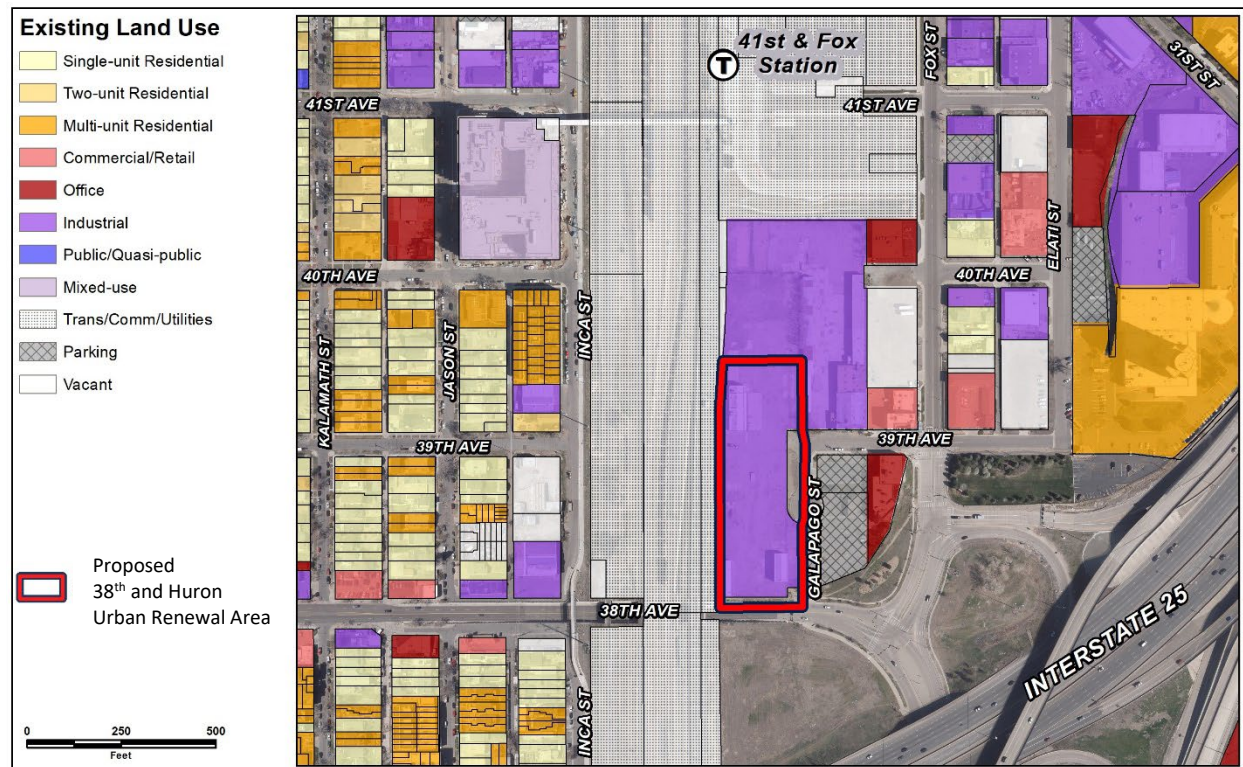 Existing Land Use
Single-unit Residential
Two-unit Residential
Multi-unit Residential
Commercial/Retail
Office
Industrial
Public/Quasi-public
Mixed-use
Trans/Comm/Utilities
Parking
Vacant
Proposed
38th and Huron
Urban Renewal Area
0 250 500
Feet
T
41st & Fox
Station
FOX ST
31ST ST
41ST AVE
41ST AVE
ELATI ST
40TH AVE
40TH AVE
KALAMATH ST
JASON ST
INCA ST
39TH AVE
39TH AVE
GALAPAGO ST
38TH AVE
INTERSTATE 25
INCA ST